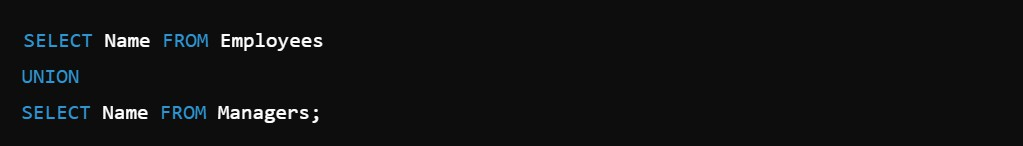 SELECT Name FROM Employees
UNION
SELECT Name FROM Managers;